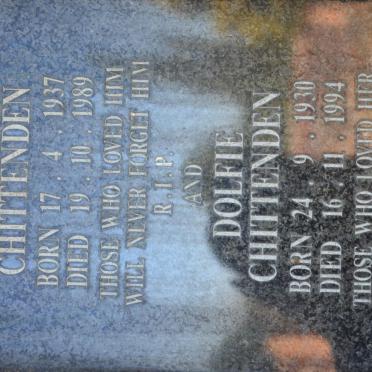 CHITTENDEN
BORN 17 . 4 . 1937
DIED 19 . 10 . 1989
THOSE WHO LOVED HIM
WILL NEVER FORGET HIM
R.I.P.
AND
DOLFIE
CHITTENDEN
BORN 24 . 9 . 1930
DIED 16 . 11 . 1994
THOSE WHO LOVED HER